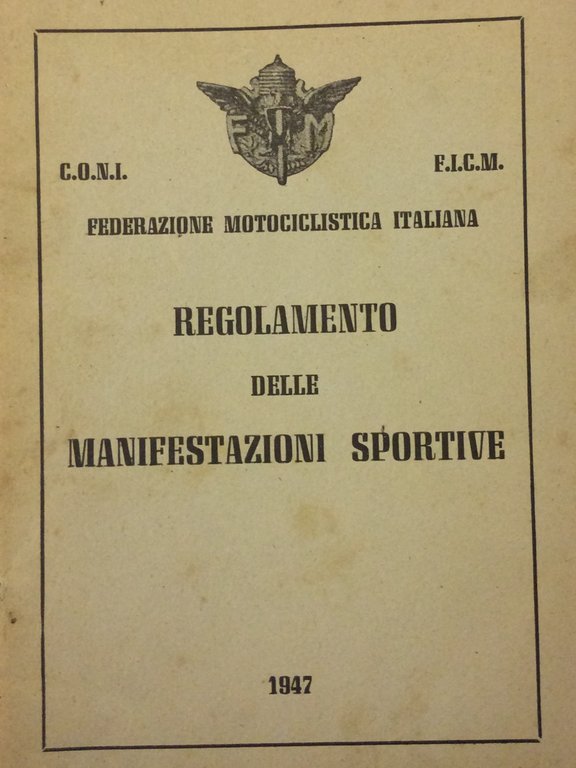 F M
C.O.N.I. F.I.C.M.
FEDERAZIONE MOTOCICLISTICA ITALIANA
REGOLAMENTO
DELLE
MANIFESTAZIONI SPORTIVE
1947